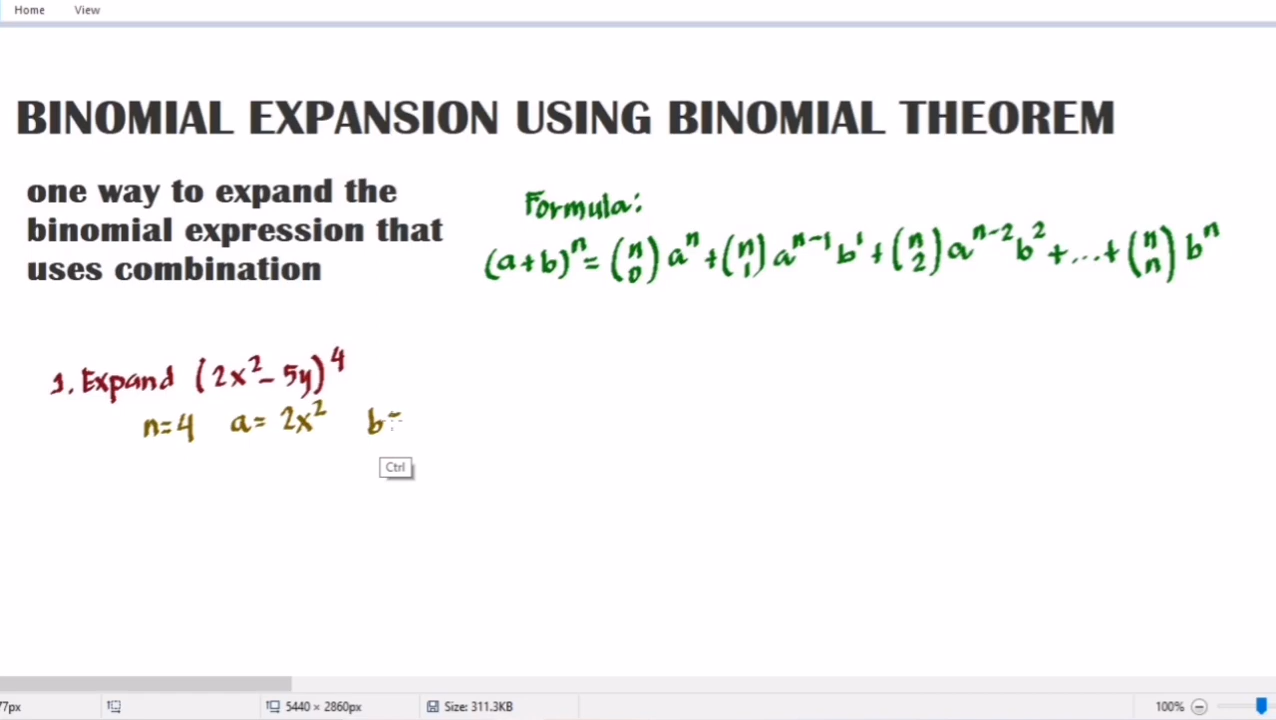 Home View
BINOMIAL EXPANSION USING BINOMIAL THEOREM
one way to expand the
binomial expression that
uses combination
Formula:
(a+b)^n = (n 0) a^n + (n 1) a^{n-1} b^1 + (n 2) a^{n-2} b^2 + ... + (n n) b^n
1. Expand (2x^2 - 5y)^4
n=4 a= 2x^2 b=
Ctrl
77px 5440 × 2860px Size: 311.3KB 100%